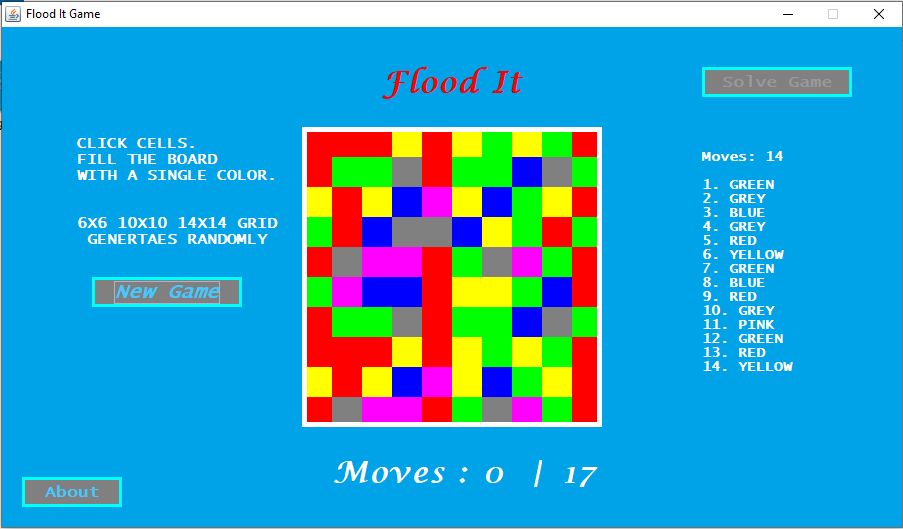 Flood It Game
Flood It
Solve Game
CLICK CELLS.
FILL THE BOARD
WITH A SINGLE COLOR.
6X6 10X10 14X14 GRID
GENERTAES RANDOMLY
New Game
Moves: 14
1. GREEN
2. GREY
3. BLUE
4. GREY
5. RED
6. YELLOW
7. GREEN
8. BLUE
9. RED
10. GREY
11. PINK
12. GREEN
13. RED
14. YELLOW
Moves : 0 | 17
About